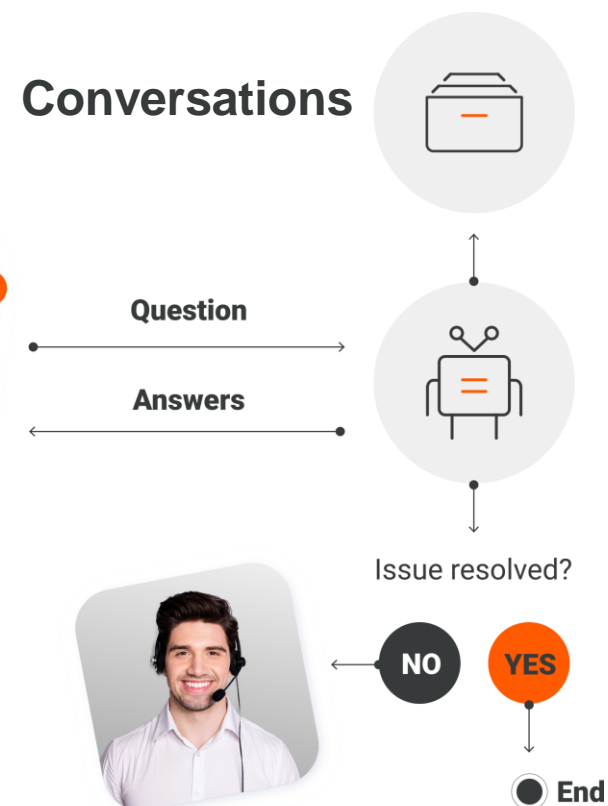 Conversations
Question
Answers
Issue resolved?
NO
YES
End